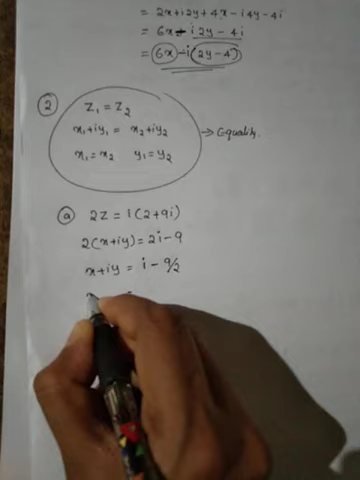 = 2x+i2y+4x-i4y-4i
= 6x-i2y-4i
= 6x-i(2y-4)
② Z₁ = Z₂
x₁+iy₁ = x₂+iy₂
→ Equality.
x₁=x₂ y₁=y₂
ⓐ 2Z = i(2+9i)
2(x+iy) = 2i-9
x+iy = i-9/2